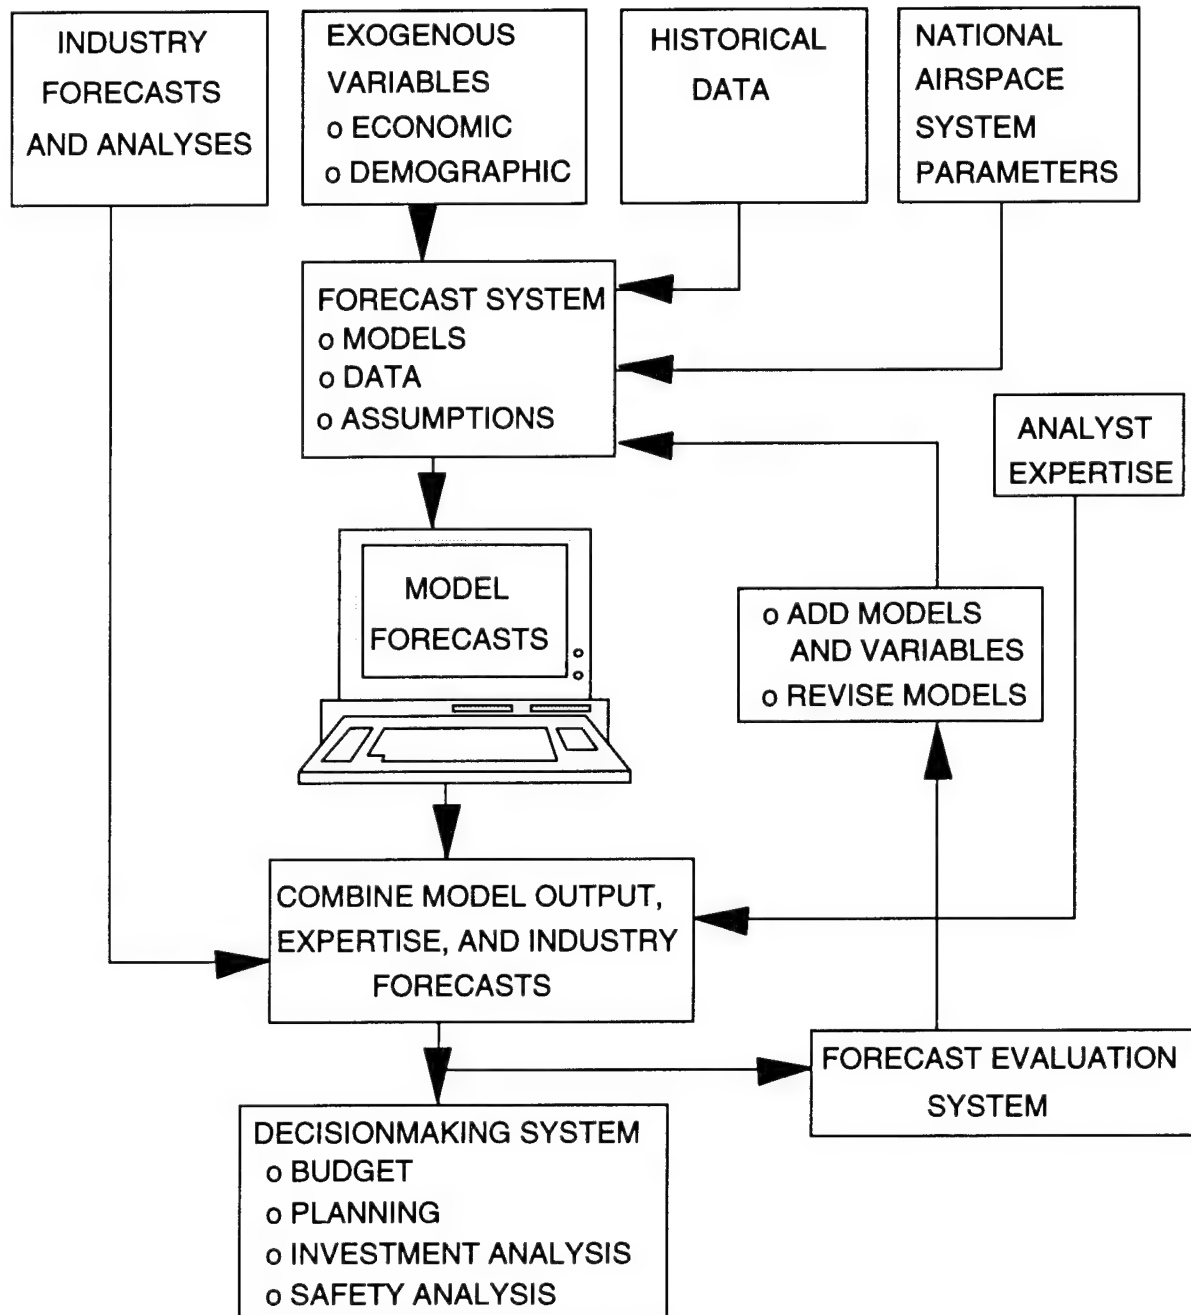 INDUSTRY
FORECASTS
AND ANALYSES
EXOGENOUS
VARIABLES
o ECONOMIC
o DEMOGRAPHIC
HISTORICAL
DATA
NATIONAL
AIRSPACE
SYSTEM
PARAMETERS
FORECAST SYSTEM
o MODELS
o DATA
o ASSUMPTIONS
ANALYST
EXPERTISE
MODEL
FORECASTS
o ADD MODELS
AND VARIABLES
o REVISE MODELS
COMBINE MODEL OUTPUT,
EXPERTISE, AND INDUSTRY
FORECASTS
FORECAST EVALUATION
SYSTEM
DECISIONMAKING SYSTEM
o BUDGET
o PLANNING
o INVESTMENT ANALYSIS
o SAFETY ANALYSIS